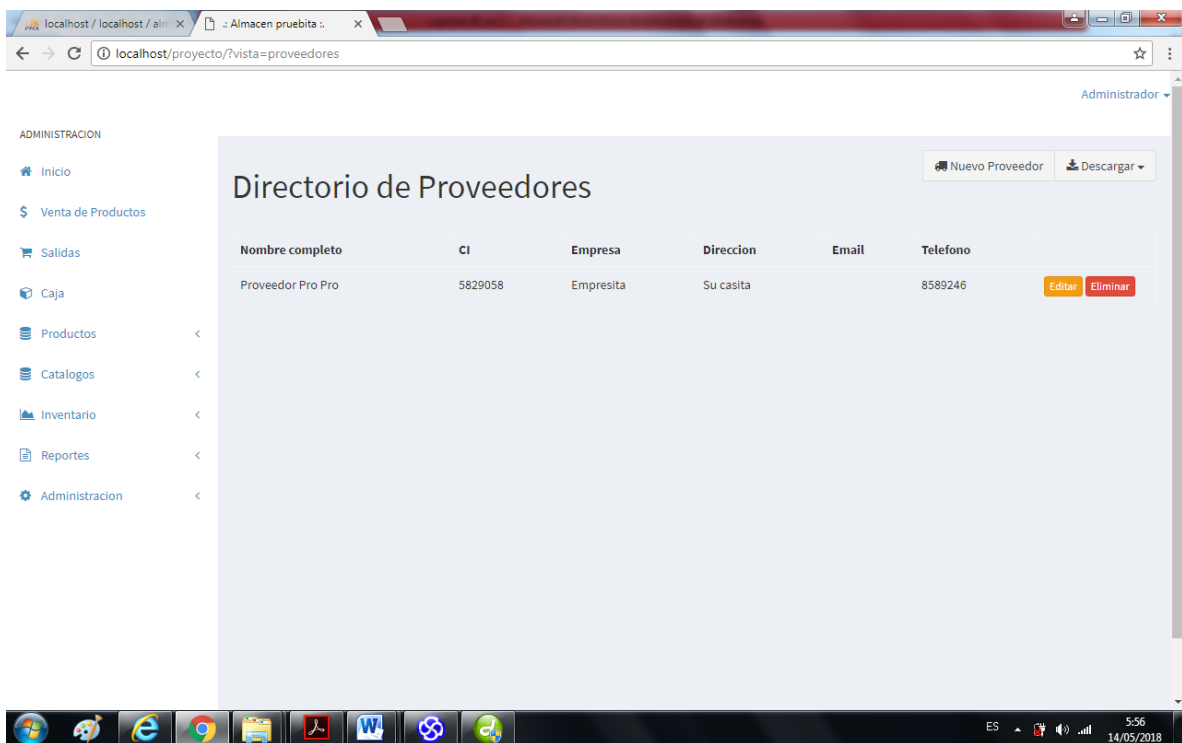 localhost / localhost / alm
.: Almacen pruebita :.
localhost/proyecto/?vista=proveedores
Administrador
ADMINISTRACION
Inicio
Venta de Productos
Salidas
Caja
Productos
Catalogos
Inventario
Reportes
Administracion
Nuevo Proveedor Descargar
Directorio de Proveedores
Nombre completo CI Empresa Direccion Email Telefono
Proveedor Pro Pro 5829058 Empresita Su casita 8589246 Editar Eliminar
ES 5:56
14/05/2018